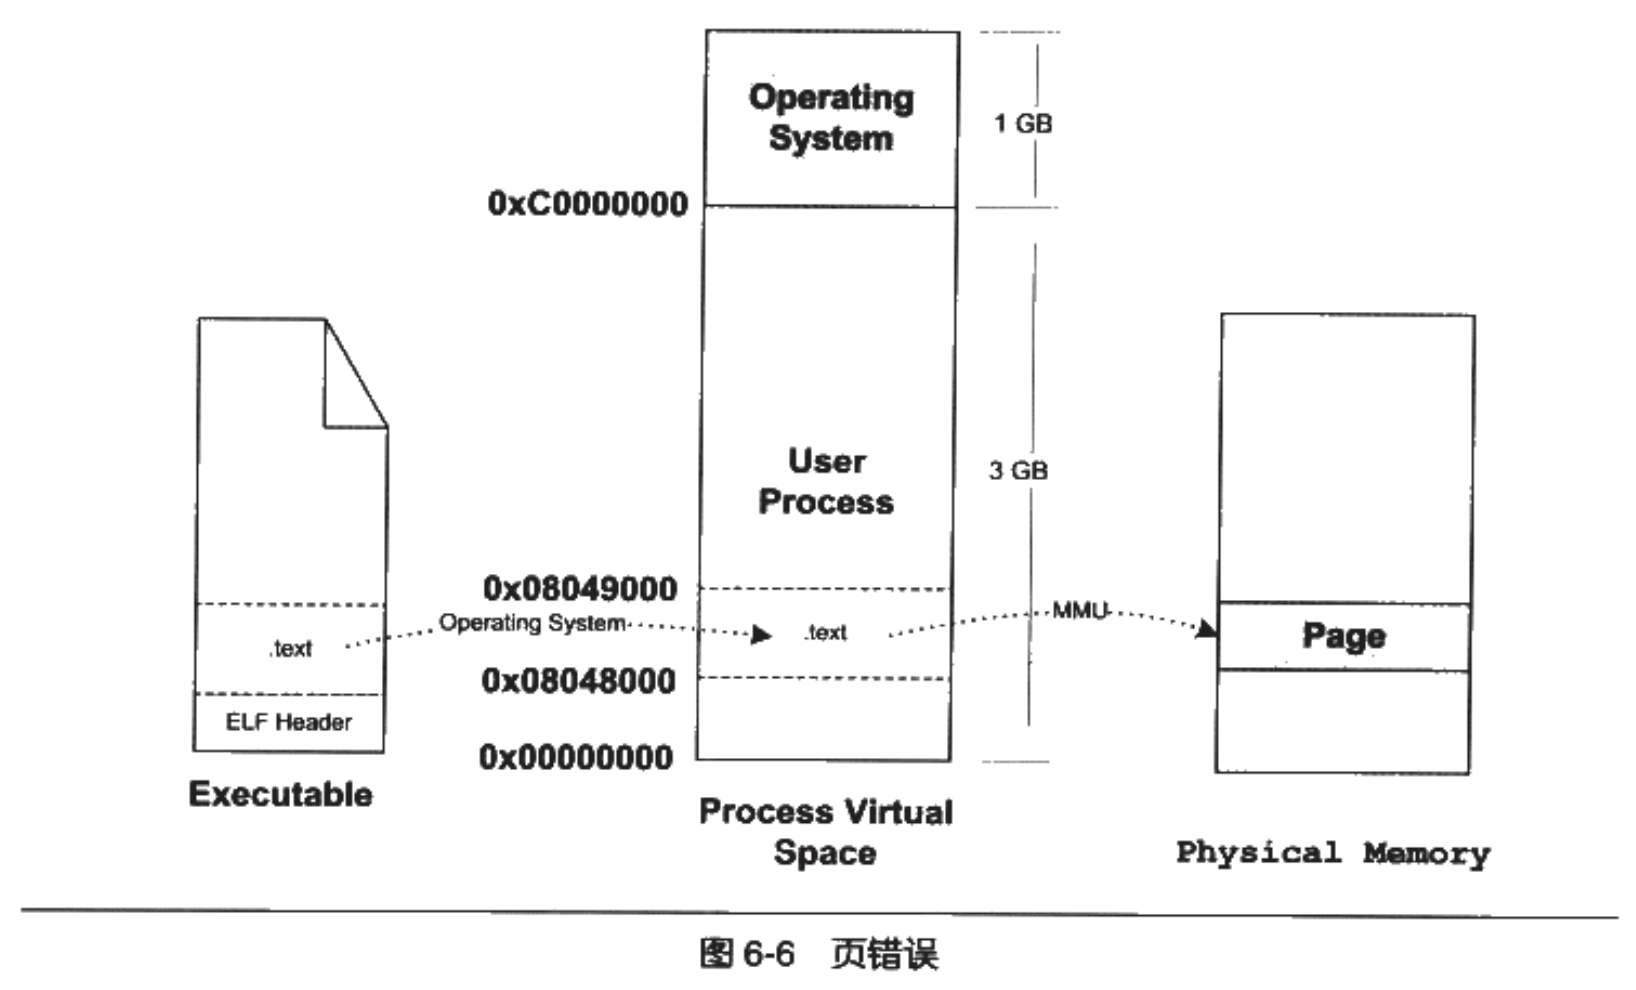 Operating
System
1 GB
0xC0000000
User
Process
3 GB
0x08049000
Operating System
.text
MMU
Page
.text
0x08048000
ELF Header
0x00000000
Executable
Process Virtual
Space
Physical Memory
图 6-6 页错误